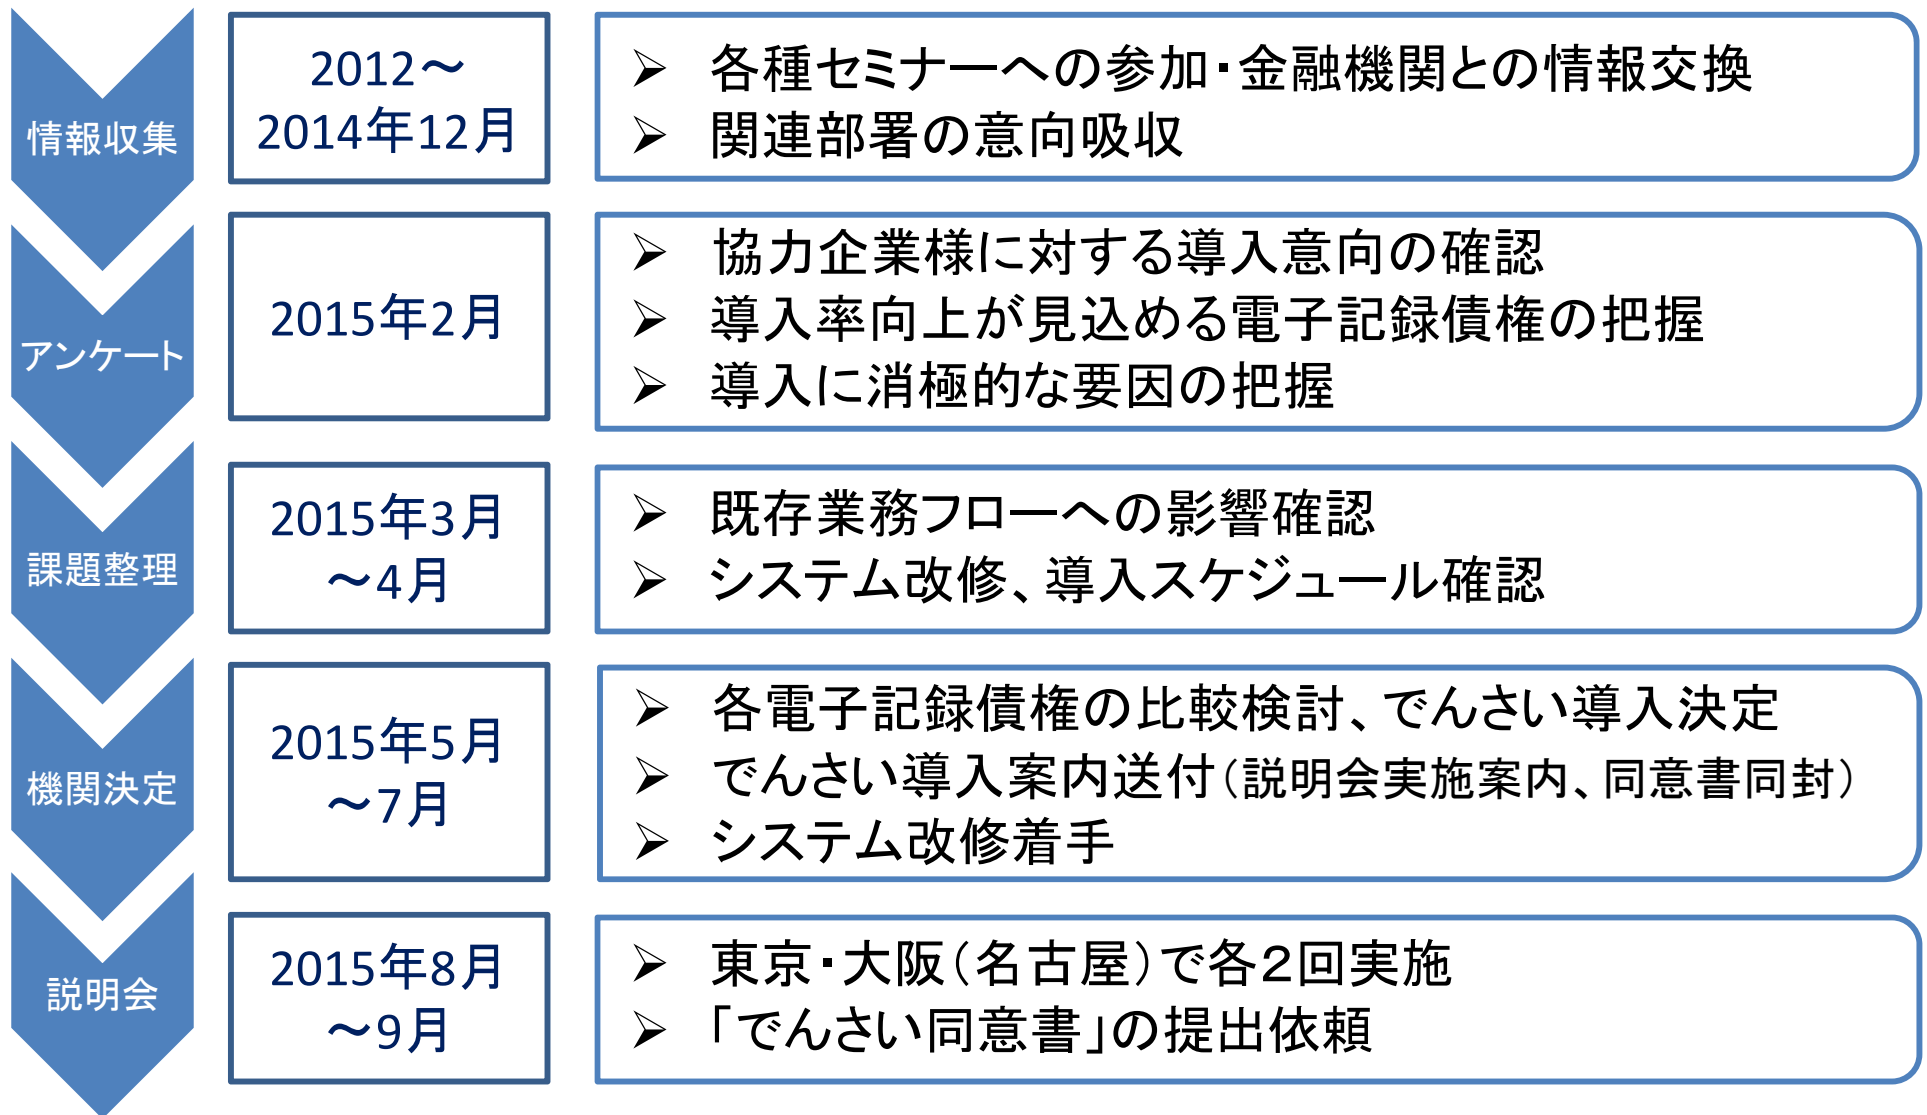 情報収集
2012～
2014年12月
➢ 各種セミナーへの参加・金融機関との情報交換
➢ 関連部署の意向吸収
アンケート
2015年2月
➢ 協力企業様に対する導入意向の確認
➢ 導入率向上が見込める電子記録債権の把握
➢ 導入に消極的な要因の把握
課題整理
2015年3月
～4月
➢ 既存業務フローへの影響確認
➢ システム改修、導入スケジュール確認
機関決定
2015年5月
～7月
➢ 各電子記録債権の比較検討、でんさい導入決定
➢ でんさい導入案内送付（説明会実施案内、同意書同封）
➢ システム改修着手
説明会
2015年8月
～9月
➢ 東京・大阪（名古屋）で各２回実施
➢ 「でんさい同意書」の提出依頼